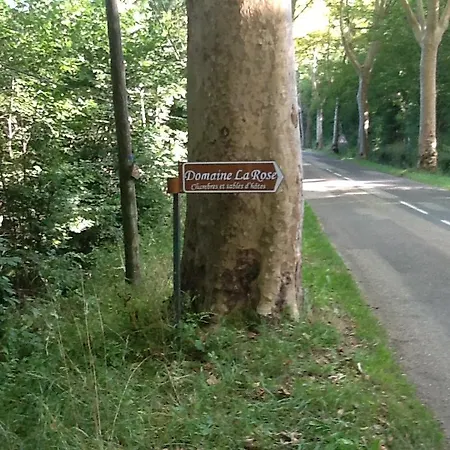 Domaine La Rose
Chambres et tables d'hôtes